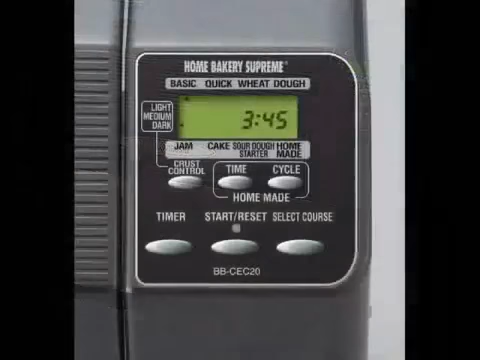 HOME BAKERY SUPREME®
BASIC QUICK WHEAT DOUGH
LIGHT
MEDIUM
DARK
3:45
JAM CAKE SOUR DOUGH STARTER HOME MADE
CRUST CONTROL
TIME CYCLE
HOME MADE
TIMER START/RESET SELECT COURSE
BB-CEC20